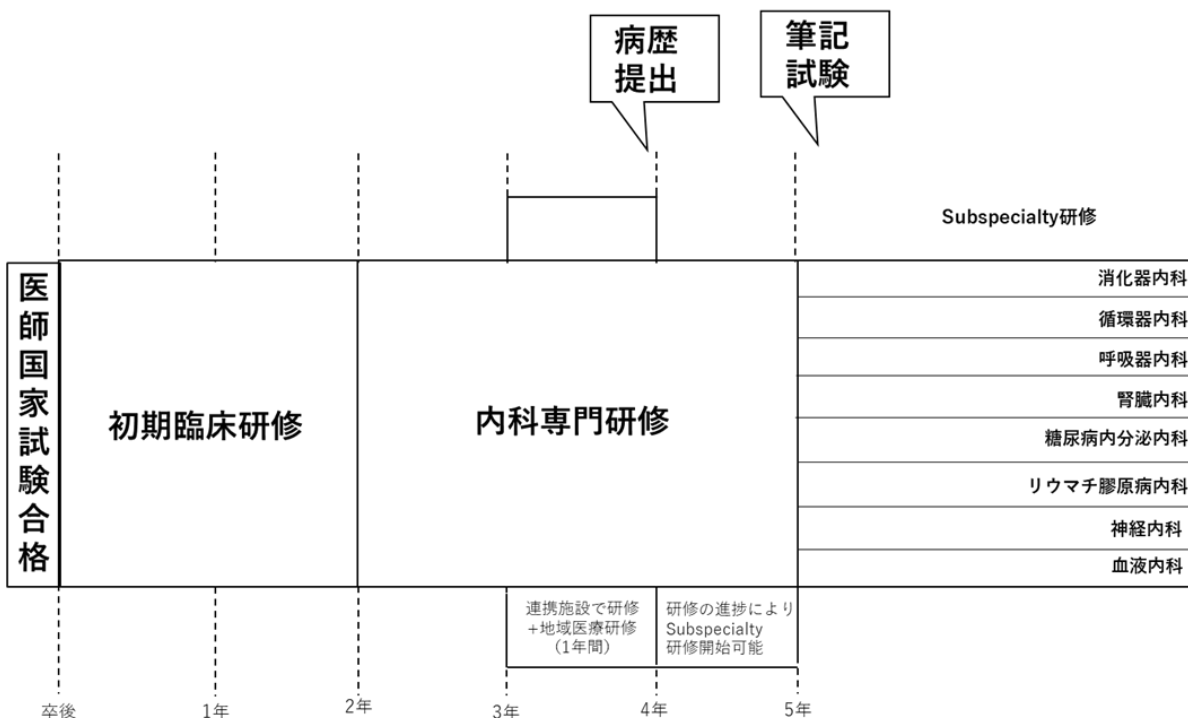 病歴
提出
筆記
試験
Subspecialty研修
医師国家試験合格
初期臨床研修
内科専門研修
消化器内科
循環器内科
呼吸器内科
腎臓内科
糖尿病内分泌内科
リウマチ膠原病内科
神経内科
血液内科
連携施設で研修
+地域医療研修
(1年間)
研修の進捗により
Subspecialty
研修開始可能
卒後
1年
2年
3年
4年
5年